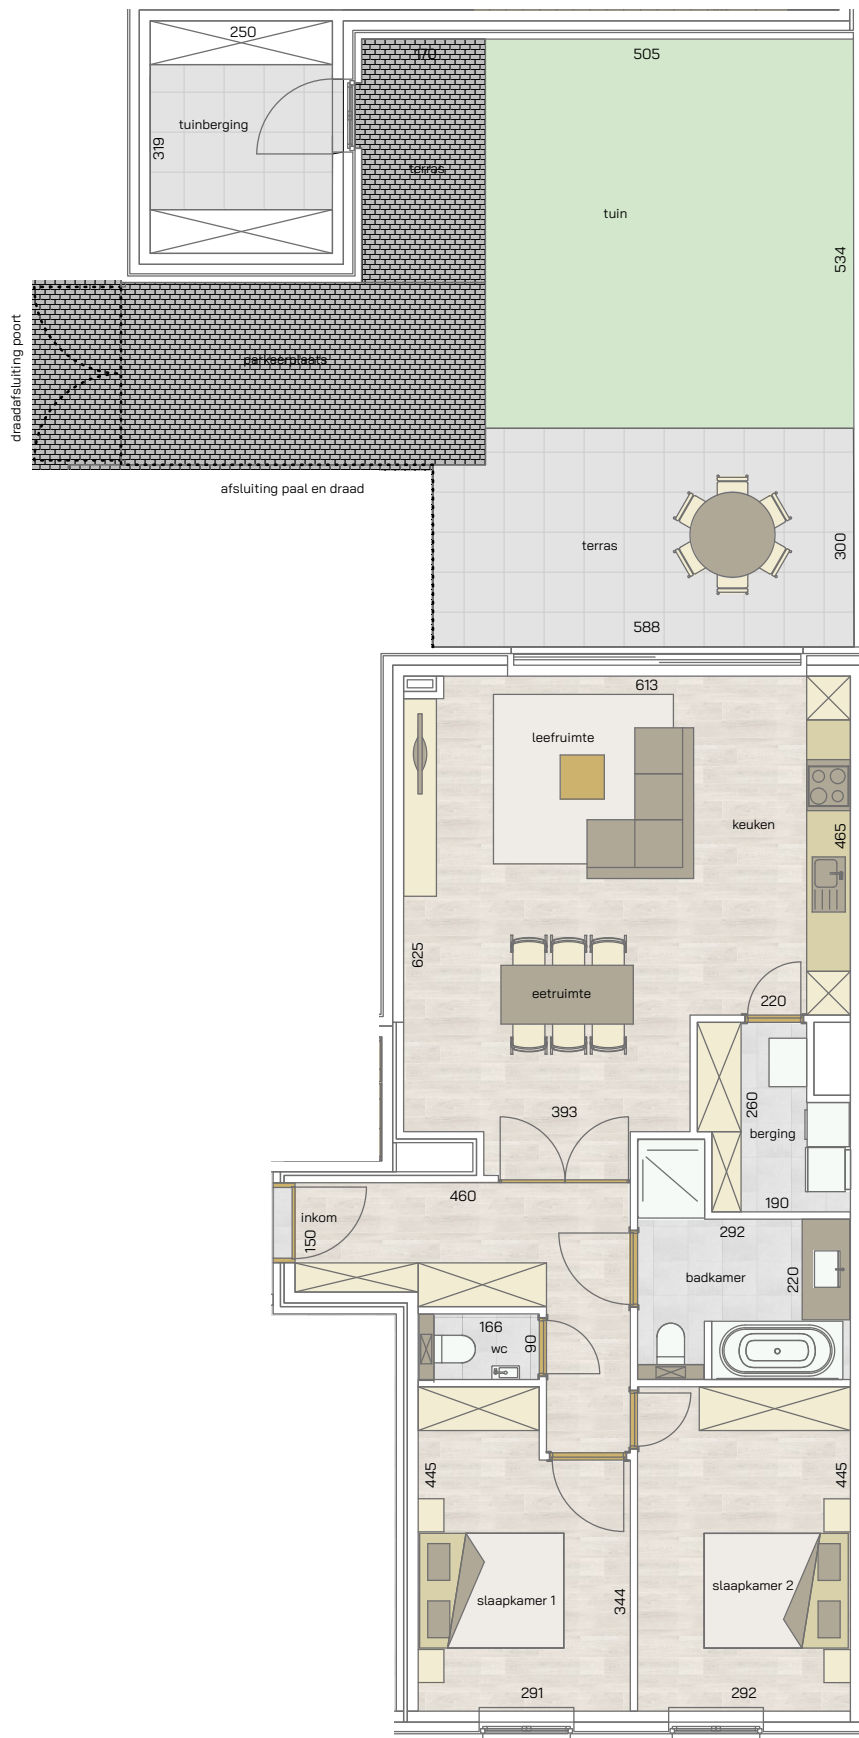 250
170
505
tuinberging
319
terras
tuin
534
draadafsluiting poort
parkeerplaats
afsluiting paal en draad
terras
300
588
613
leefruimte
keuken
465
625
eetruimte
220
260
393
berging
460
190
inkom
150
292
badkamer
220
166
90
wc
445
445
slaapkamer 1
slaapkamer 2
344
291
292